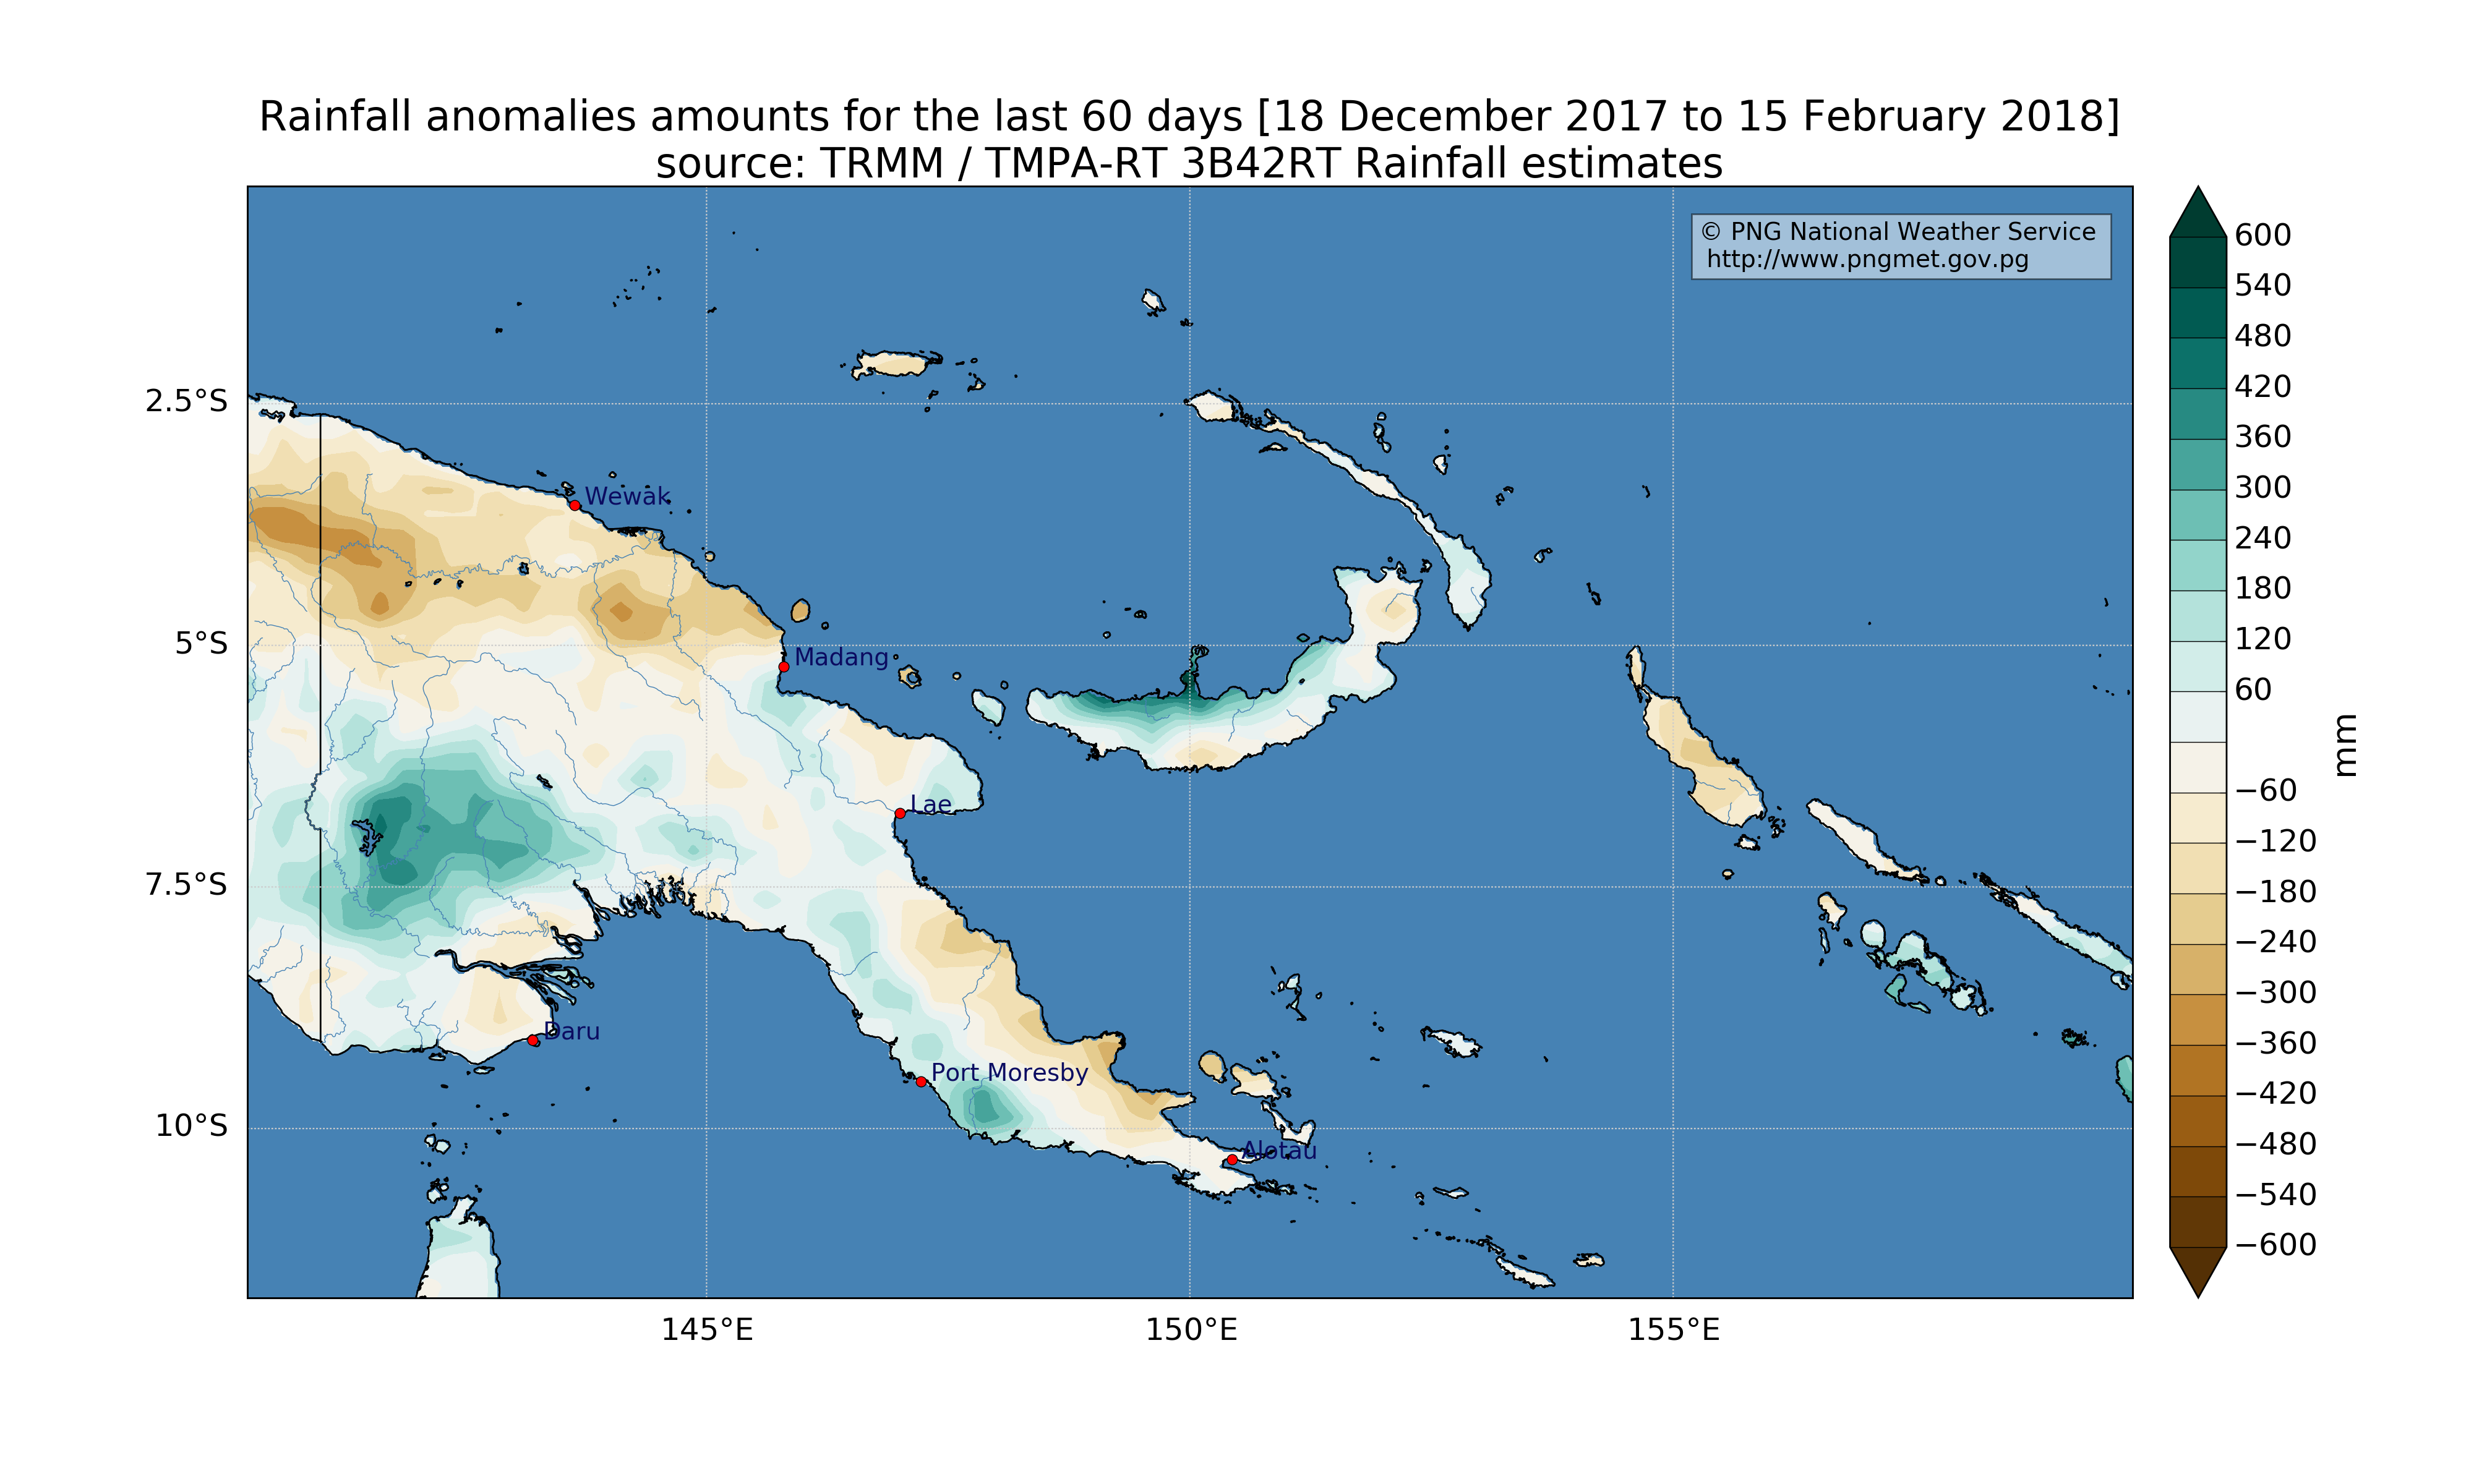 Rainfall anomalies amounts for the last 60 days [18 December 2017 to 15 February 2018]
source: TRMM / TMPA-RT 3B42RT Rainfall estimates
© PNG National Weather Service
http://www.pngmet.gov.pg
2.5°S
5°S
7.5°S
10°S
Wewak
Madang
Lae
Daru
Port Moresby
Alotau
145°E
150°E
155°E
600
540
480
420
360
300
240
180
120
60
−60
−120
−180
−240
−300
−360
−420
−480
−540
−600
mm